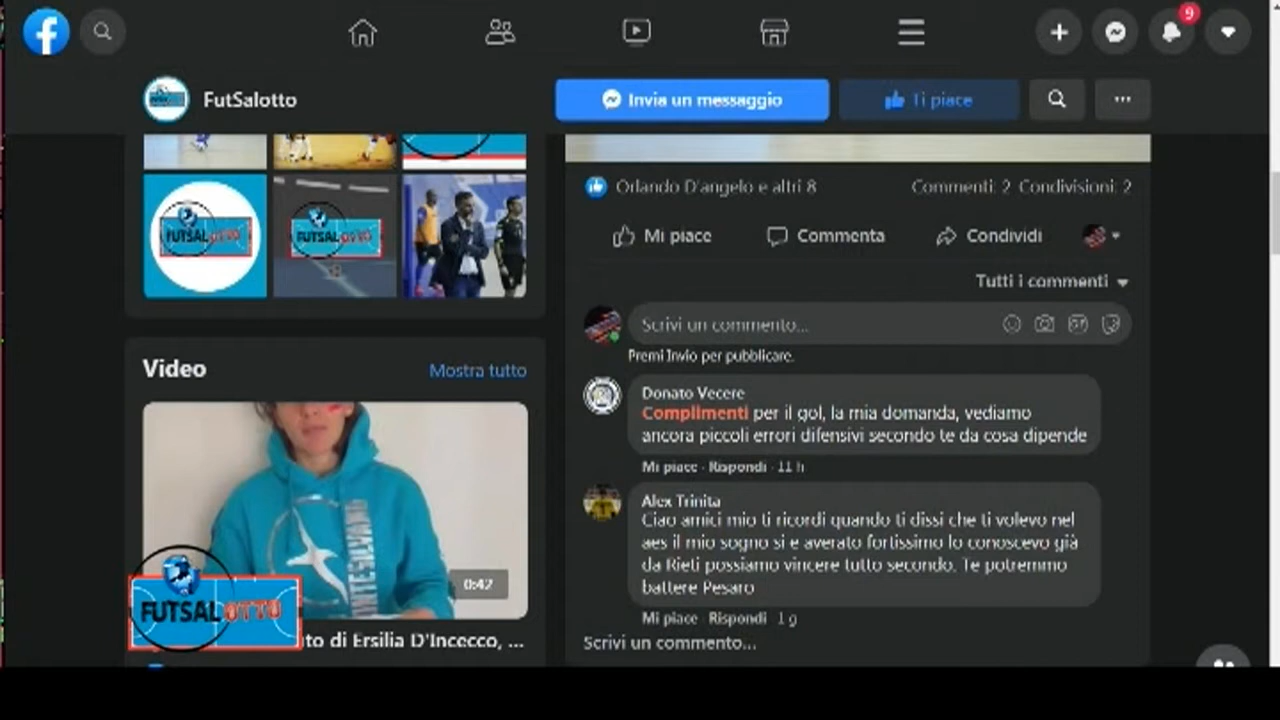 9
FutSalotto
Invia un messaggio
Ti piace
FUTSALOTTO
FUTSALOTTO
Orlando D'angelo e altri 8
Commenti: 2 Condivisioni: 2
Mi piace
Commenta
Condividi
Tutti i commenti
Scrivi un commento...
GIF
Premi Invio per pubblicare.
Donato Vecere
Complimenti per il gol, la mia domanda, vediamo
ancora piccoli errori difensivi secondo te da cosa dipende
Mi piace · Rispondi · 11 h
Alex Trinita
Ciao amici mio ti ricordi quando ti dissi che ti volevo nel
aes il mio sogno si e averato fortissimo lo conoscevo già
da Rieti possiamo vincere tutto secondo. Te potremmo
battere Pesaro
Mi piace · Rispondi · 1 g
Scrivi un commento...
Video
Mostra tutto
0:42
FUTSALOTTO
to di Ersilia D'Incecco, ...